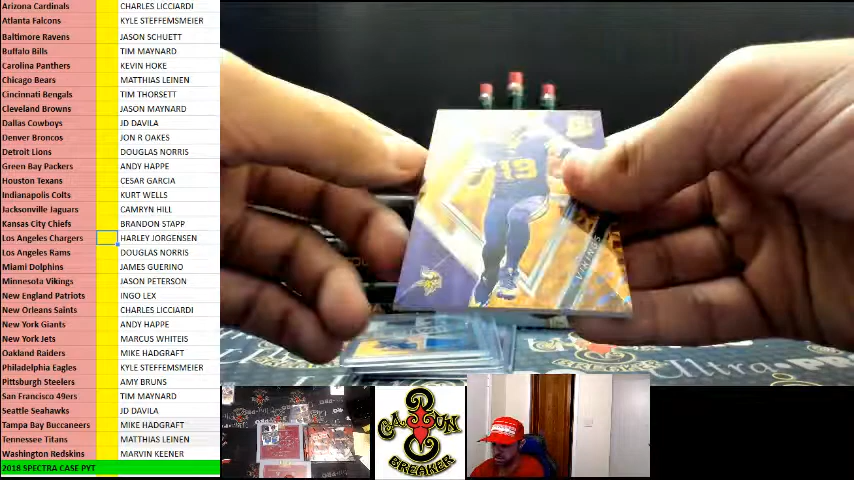 Arizona Cardinals CHARLES LICCIARDI
Atlanta Falcons KYLE STEFFEMSMEIER
Baltimore Ravens JASON SCHUETT
Buffalo Bills TIM MAYNARD
Carolina Panthers KEVIN HOKE
Chicago Bears MATTHIAS LEINEN
Cincinnati Bengals TIM THORSETT
Cleveland Browns JASON MAYNARD
Dallas Cowboys JD DAVILA
Denver Broncos JON R OAKES
Detroit Lions DOUGLAS NORRIS
Green Bay Packers ANDY HAPPE
Houston Texans CESAR GARCIA
Indianapolis Colts KURT WELLS
Jacksonville Jaguars CAMRYN HILL
Kansas City Chiefs BRANDON STAPP
Los Angeles Chargers HARLEY JORGENSEN
Los Angeles Rams DOUGLAS NORRIS
Miami Dolphins JAMES GUERINO
Minnesota Vikings JASON PETERSON
New England Patriots INGO LEX
New Orleans Saints CHARLES LICCIARDI
New York Giants ANDY HAPPE
New York Jets MARCUS WHITEIS
Oakland Raiders MIKE HADGRAFT
Philadelphia Eagles KYLE STEFFEMSMEIER
Pittsburgh Steelers AMY BRUNS
San Francisco 49ers TIM MAYNARD
Seattle Seahawks JD DAVILA
Tampa Bay Buccaneers MIKE HADGRAFT
Tennessee Titans MATTHIAS LEINEN
Washington Redskins MARVIN KEENER
2018 SPECTRA CASE PYT
19
VIKINGS
Ultra
CAJUN
BREAKER